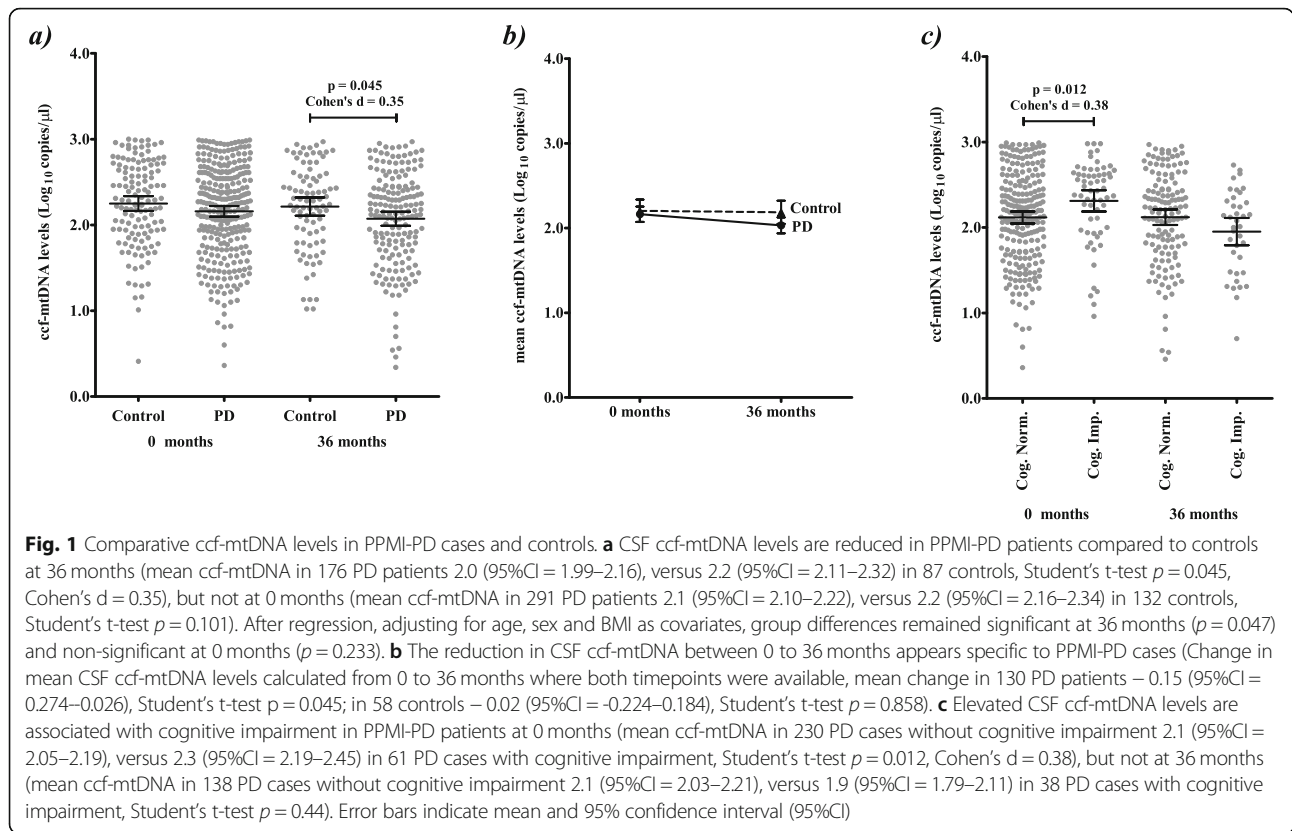 a)
4.0
3.0
2.0
1.0
0.0
ccf-mtDNA levels (Log10 copies/µl)
p = 0.045
Cohen's d = 0.35
Control PD Control PD
0 months 36 months
b)
4.0
3.0
2.0
1.0
0.0
mean ccf-mtDNA levels (Log10 copies/µl)
Control
PD
0 months 36 months
c)
4.0
3.0
2.0
1.0
0.0
ccf-mtDNA levels (Log10 copies/µl)
p = 0.012
Cohen's d = 0.38
Cog. Norm.
Cog. Imp.
Cog. Norm.
Cog. Imp.
0 months 36 months
Fig. 1 Comparative ccf-mtDNA levels in PPMI-PD cases and controls. a CSF ccf-mtDNA levels are reduced in PPMI-PD patients compared to controls
at 36 months (mean ccf-mtDNA in 176 PD patients 2.0 (95%CI = 1.99–2.16), versus 2.2 (95%CI = 2.11–2.32) in 87 controls, Student's t-test p = 0.045,
Cohen's d = 0.35), but not at 0 months (mean ccf-mtDNA in 291 PD patients 2.1 (95%CI = 2.10–2.22), versus 2.2 (95%CI = 2.16–2.34) in 132 controls,
Student's t-test p = 0.101). After regression, adjusting for age, sex and BMI as covariates, group differences remained significant at 36 months (p = 0.047)
and non-significant at 0 months (p = 0.233). b The reduction in CSF ccf-mtDNA between 0 to 36 months appears specific to PPMI-PD cases (Change in
mean CSF ccf-mtDNA levels calculated from 0 to 36 months where both timepoints were available, mean change in 130 PD patients − 0.15 (95%CI =
0.274–-0.026), Student's t-test p = 0.045; in 58 controls − 0.02 (95%CI = -0.224–0.184), Student's t-test p = 0.858). c Elevated CSF ccf-mtDNA levels are
associated with cognitive impairment in PPMI-PD patients at 0 months (mean ccf-mtDNA in 230 PD cases without cognitive impairment 2.1 (95%CI =
2.05–2.19), versus 2.3 (95%CI = 2.19–2.45) in 61 PD cases with cognitive impairment, Student's t-test p = 0.012, Cohen's d = 0.38), but not at 36 months
(mean ccf-mtDNA in 138 PD cases without cognitive impairment 2.1 (95%CI = 2.03–2.21), versus 1.9 (95%CI = 1.79–2.11) in 38 PD cases with cognitive
impairment, Student's t-test p = 0.44). Error bars indicate mean and 95% confidence interval (95%CI)